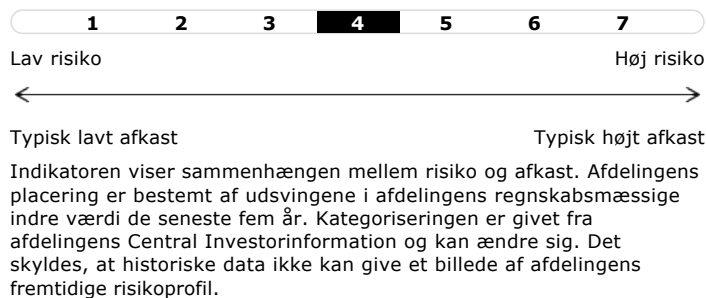 1 2 3 4 5 6 7
Lav risiko Høj risiko
Typisk lavt afkast Typisk højt afkast
Indikatoren viser sammenhængen mellem risiko og afkast. Afdelingens
placering er bestemt af udsvingene i afdelingens regnskabsmæssige
indre værdi de seneste fem år. Kategoriseringen er givet fra
afdelingens Central Investorinformation og kan ændre sig. Det
skyldes, at historiske data ikke kan give et billede af afdelingens
fremtidige risikoprofil.